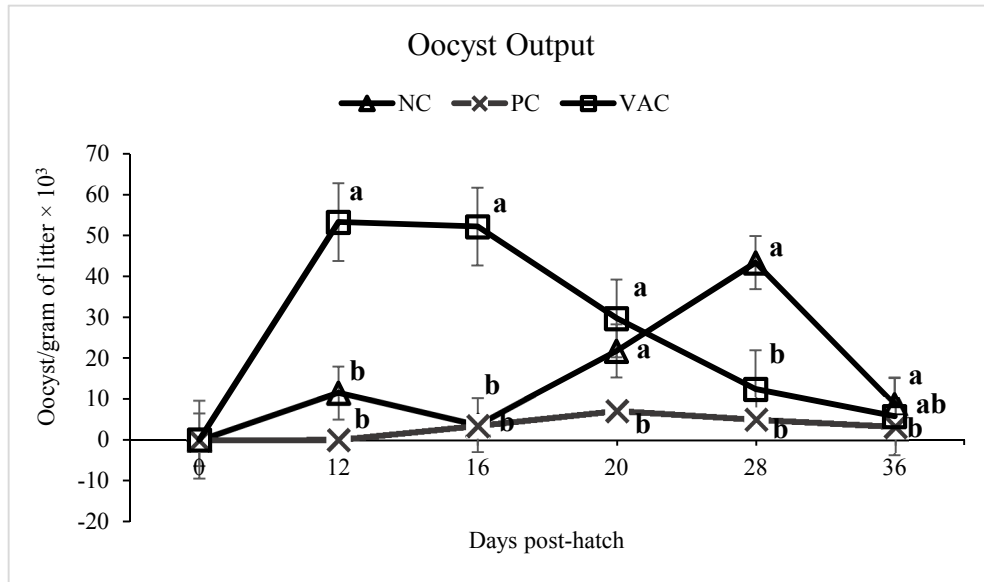 Oocyst Output
NC PC VAC
Oocyst/gram of litter × 10³
70
60
50
40
30
20
10
0
-10
-20
a
b
b
a
b
b
a
a
b
a
b
b
a
ab
b
0 12 16 20 28 36
Days post-hatch